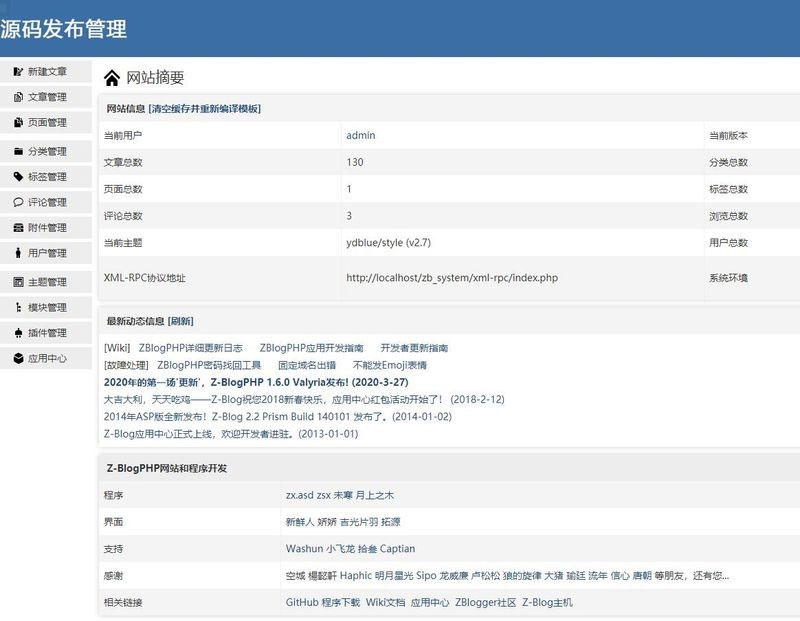 源码发布管理
新建文章
文章管理
页面管理
分类管理
标签管理
评论管理
附件管理
用户管理
主题管理
模块管理
插件管理
应用中心
网站摘要
网站信息 [清空缓存并重新编译模板]
当前用户 admin 当前版本
文章总数 130 分类总数
页面总数 1 标签总数
评论总数 3 浏览总数
当前主题 ydblue/style (v2.7) 用户总数
XML-RPC协议地址 http://localhost/zb_system/xml-rpc/index.php 系统环境
最新动态信息 [刷新]
[Wiki] ZBlogPHP详细更新日志 ZBlogPHP应用开发指南 开发者更新指南
[故障处理] ZBlogPHP密码找回工具 固定域名出错 不能发Emoji表情
2020年的第一场'更新'，Z-BlogPHP 1.6.0 Valyria发布! (2020-3-27)
大吉大利，天天吃鸡——Z-Blog祝您2018新春快乐，应用中心红包活动开始了！ (2018-2-12)
2014年ASP版全新发布！Z-Blog 2.2 Prism Build 140101 发布了。(2014-01-02)
Z-Blog应用中心正式上线，欢迎开发者进驻。(2013-01-01)
Z-BlogPHP网站和程序开发
程序 zx.asd zsx 未寒 月上之木
界面 新鲜人 娇娇 吉光片羽 拓源
支持 Washun 小飞龙 拾叁 Captian
感谢 空城 楊懿軒 Haphic 明月星光 Sipo 龙威廉 卢松松 狼的旋律 大猪 瑜廷 流年 信心 唐朝 等朋友，还有您...
相关链接 GitHub 程序下载 Wiki文档 应用中心 ZBlogger社区 Z-Blog主机